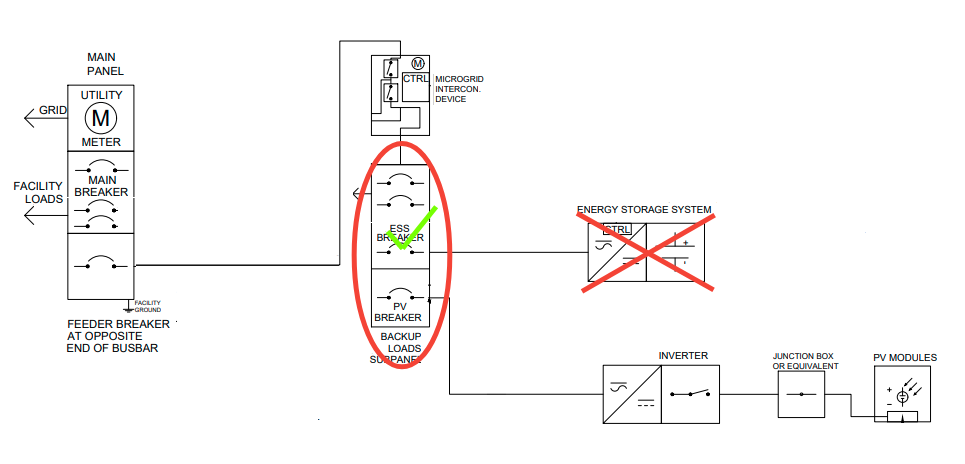 MAIN
PANEL
UTILITY
M
METER
GRID
MAIN
BREAKER
FACILITY
LOADS
FACILITY
GROUND
FEEDER BREAKER
AT OPPOSITE
END OF BUSBAR
M
CTRL
MICROGRID
INTERCON.
DEVICE
ESS
BREAKER
PV
BREAKER
BACKUP
LOADS
SUBPANEL
ENERGY STORAGE SYSTEM
CTRL
+
-
INVERTER
JUNCTION BOX
OR EQUIVALENT
PV MODULES
+
-